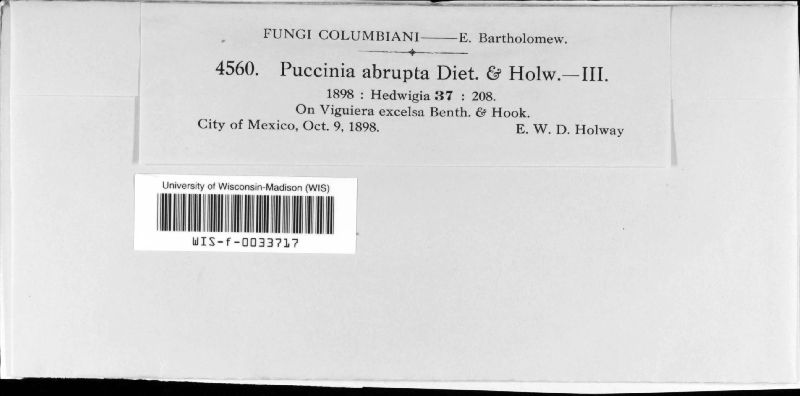 FUNGI COLUMBIANI——E. Bartholomew.
4560. Puccinia abrupta Diet. & Holw.—III.
1898 : Hedwigia 37 : 208.
On Viguiera excelsa Benth. & Hook.
City of Mexico, Oct. 9, 1898. E. W. D. Holway
University of Wisconsin-Madison (WIS)
WIS-f-0033717